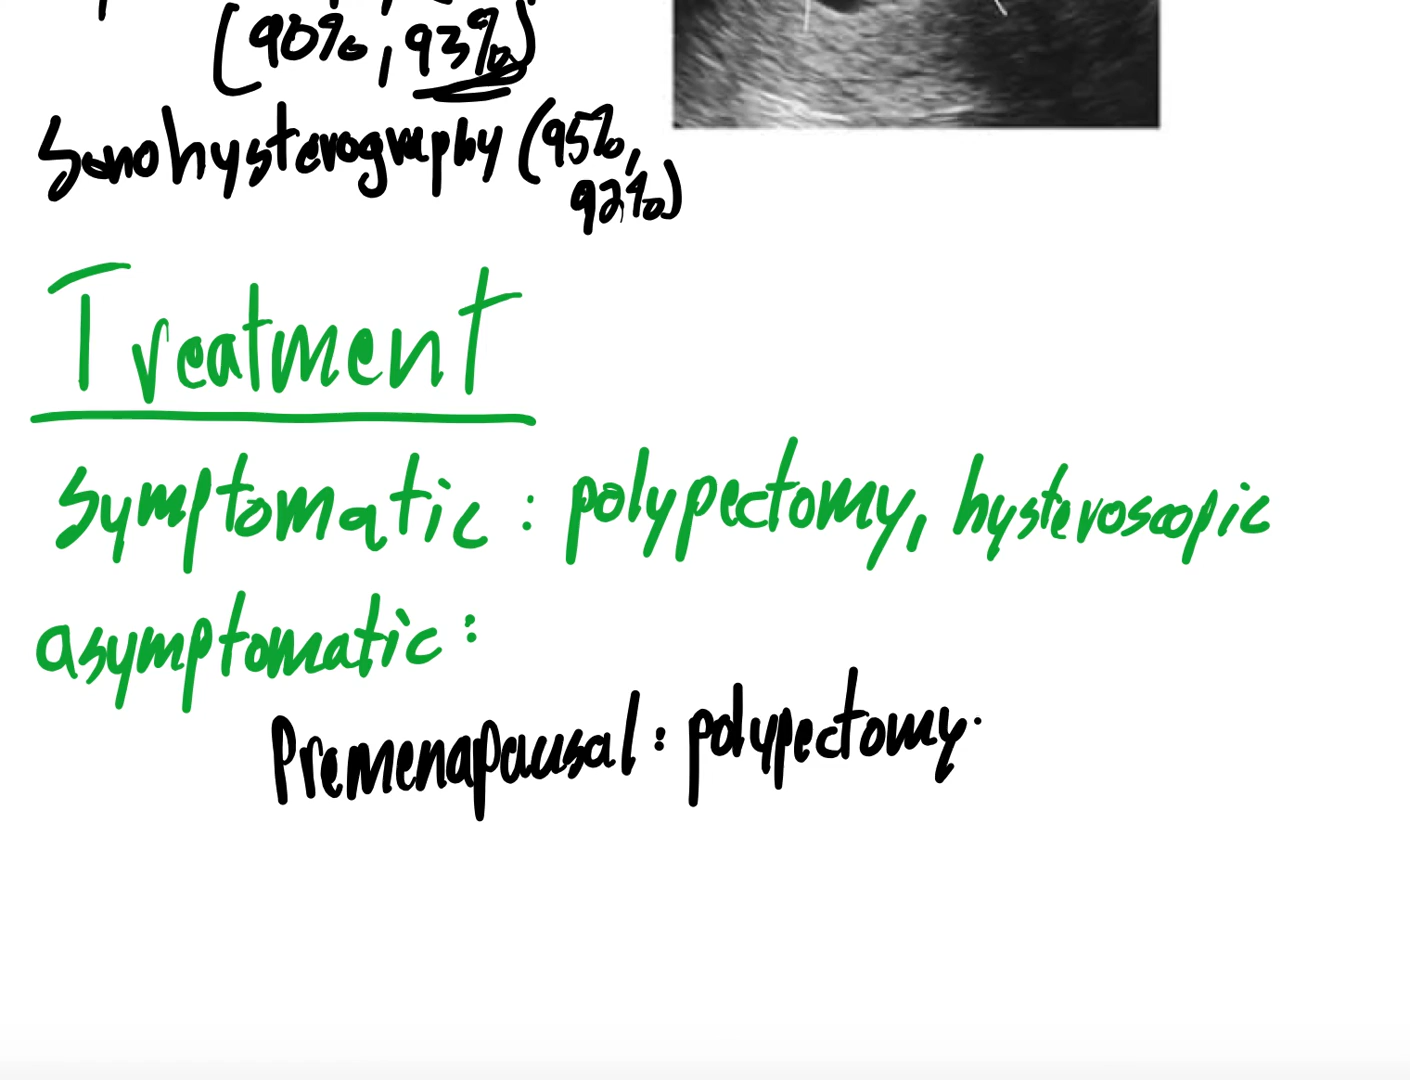 (90%, 93%)
Sonohysterography (95%,
92%)
Treatment
Symptomatic : polypectomy, hysteroscopic
asymptomatic :
Premenapausal : polypectomy.